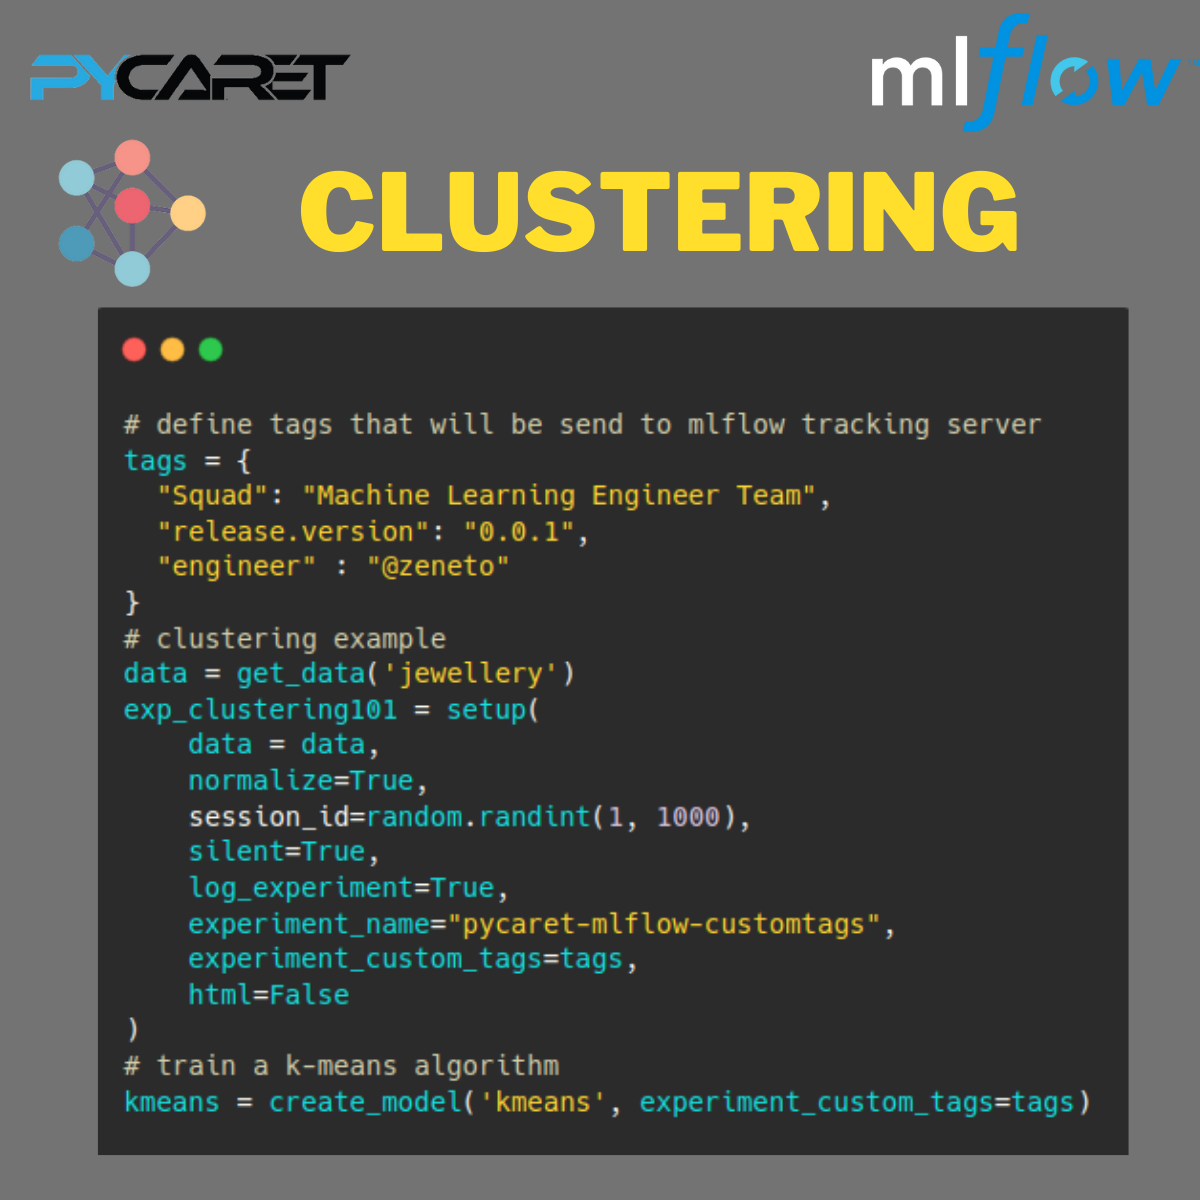 PYCARET
mlflow
CLUSTERING
# define tags that will be send to mlflow tracking server
tags = {
  "Squad": "Machine Learning Engineer Team",
  "release.version": "0.0.1",
  "engineer" : "@zeneto"
}
# clustering example
data = get_data('jewellery')
exp_clustering101 = setup(
    data = data,
    normalize=True,
    session_id=random.randint(1, 1000),
    silent=True,
    log_experiment=True,
    experiment_name="pycaret-mlflow-customtags",
    experiment_custom_tags=tags,
    html=False
)
# train a k-means algorithm
kmeans = create_model('kmeans', experiment_custom_tags=tags)